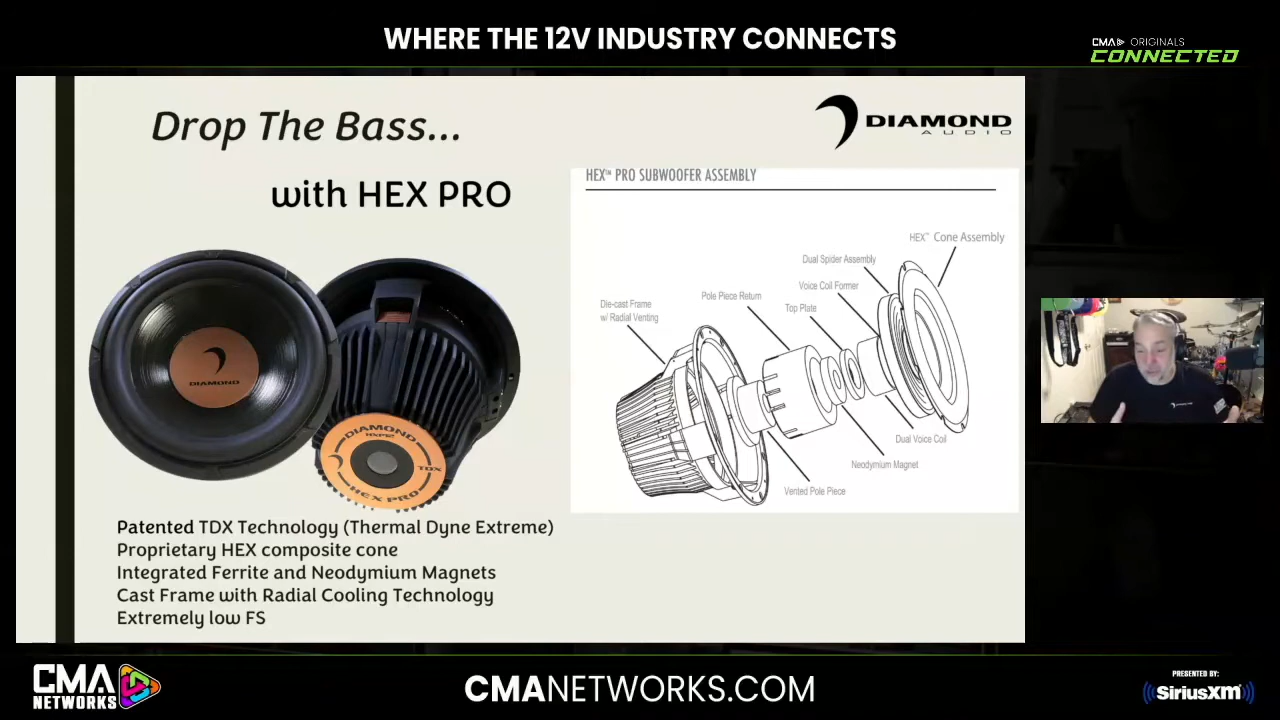 WHERE THE 12V INDUSTRY CONNECTS
CMA ORIGINALS
CONNECTED
Drop The Bass...
with HEX PRO
DIAMOND
AUDIO
HEX™ PRO SUBWOOFER ASSEMBLY
HEX™ Cone Assembly
Dual Spider Assembly
Voice Coil Former
Pole Piece Return
Top Plate
Die-cast Frame
w/ Radial Venting
Dual Voice Coil
Neodymium Magnet
Vented Pole Piece
DIAMOND
DIAMOND
TDX
HEX PRO
Patented TDX Technology (Thermal Dyne Extreme)
Proprietary HEX composite cone
Integrated Ferrite and Neodymium Magnets
Cast Frame with Radial Cooling Technology
Extremely low FS
CMA
NETWORKS
CMANETWORKS.COM
PRESENTED BY:
SiriusXM